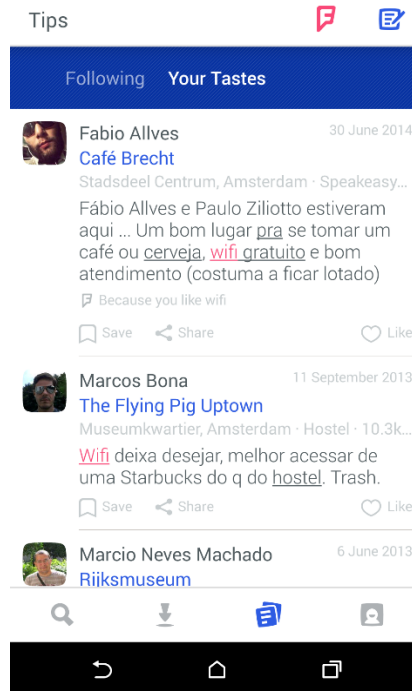 Tips
Following Your Tastes
Fabio Allves 30 June 2014
Café Brecht
Stadsdeel Centrum, Amsterdam · Speakeasy...
Fábio Allves e Paulo Ziliotto estiveram
aqui ... Um bom lugar pra se tomar um
café ou cerveja, wifi gratuito e bom
atendimento (costuma a ficar lotado)
Because you like wifi
Save Share Like
Marcos Bona 11 September 2013
The Flying Pig Uptown
Museumkwartier, Amsterdam · Hostel · 10.3k...
Wifi deixa desejar, melhor acessar de
uma Starbucks do q do hostel. Trash.
Save Share Like
Marcio Neves Machado 6 June 2013
Rijksmuseum